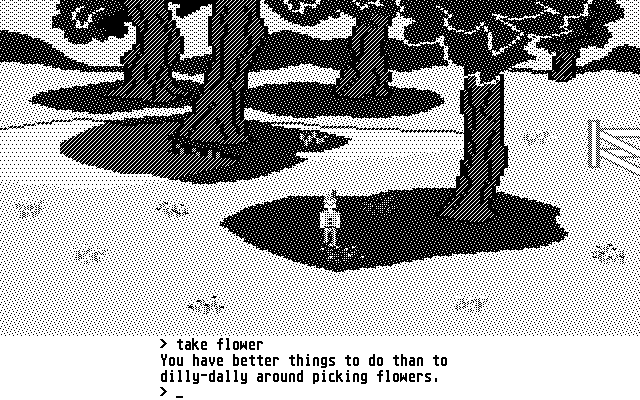 > take flower
You have better things to do than to
dilly-dally around picking flowers.
> _